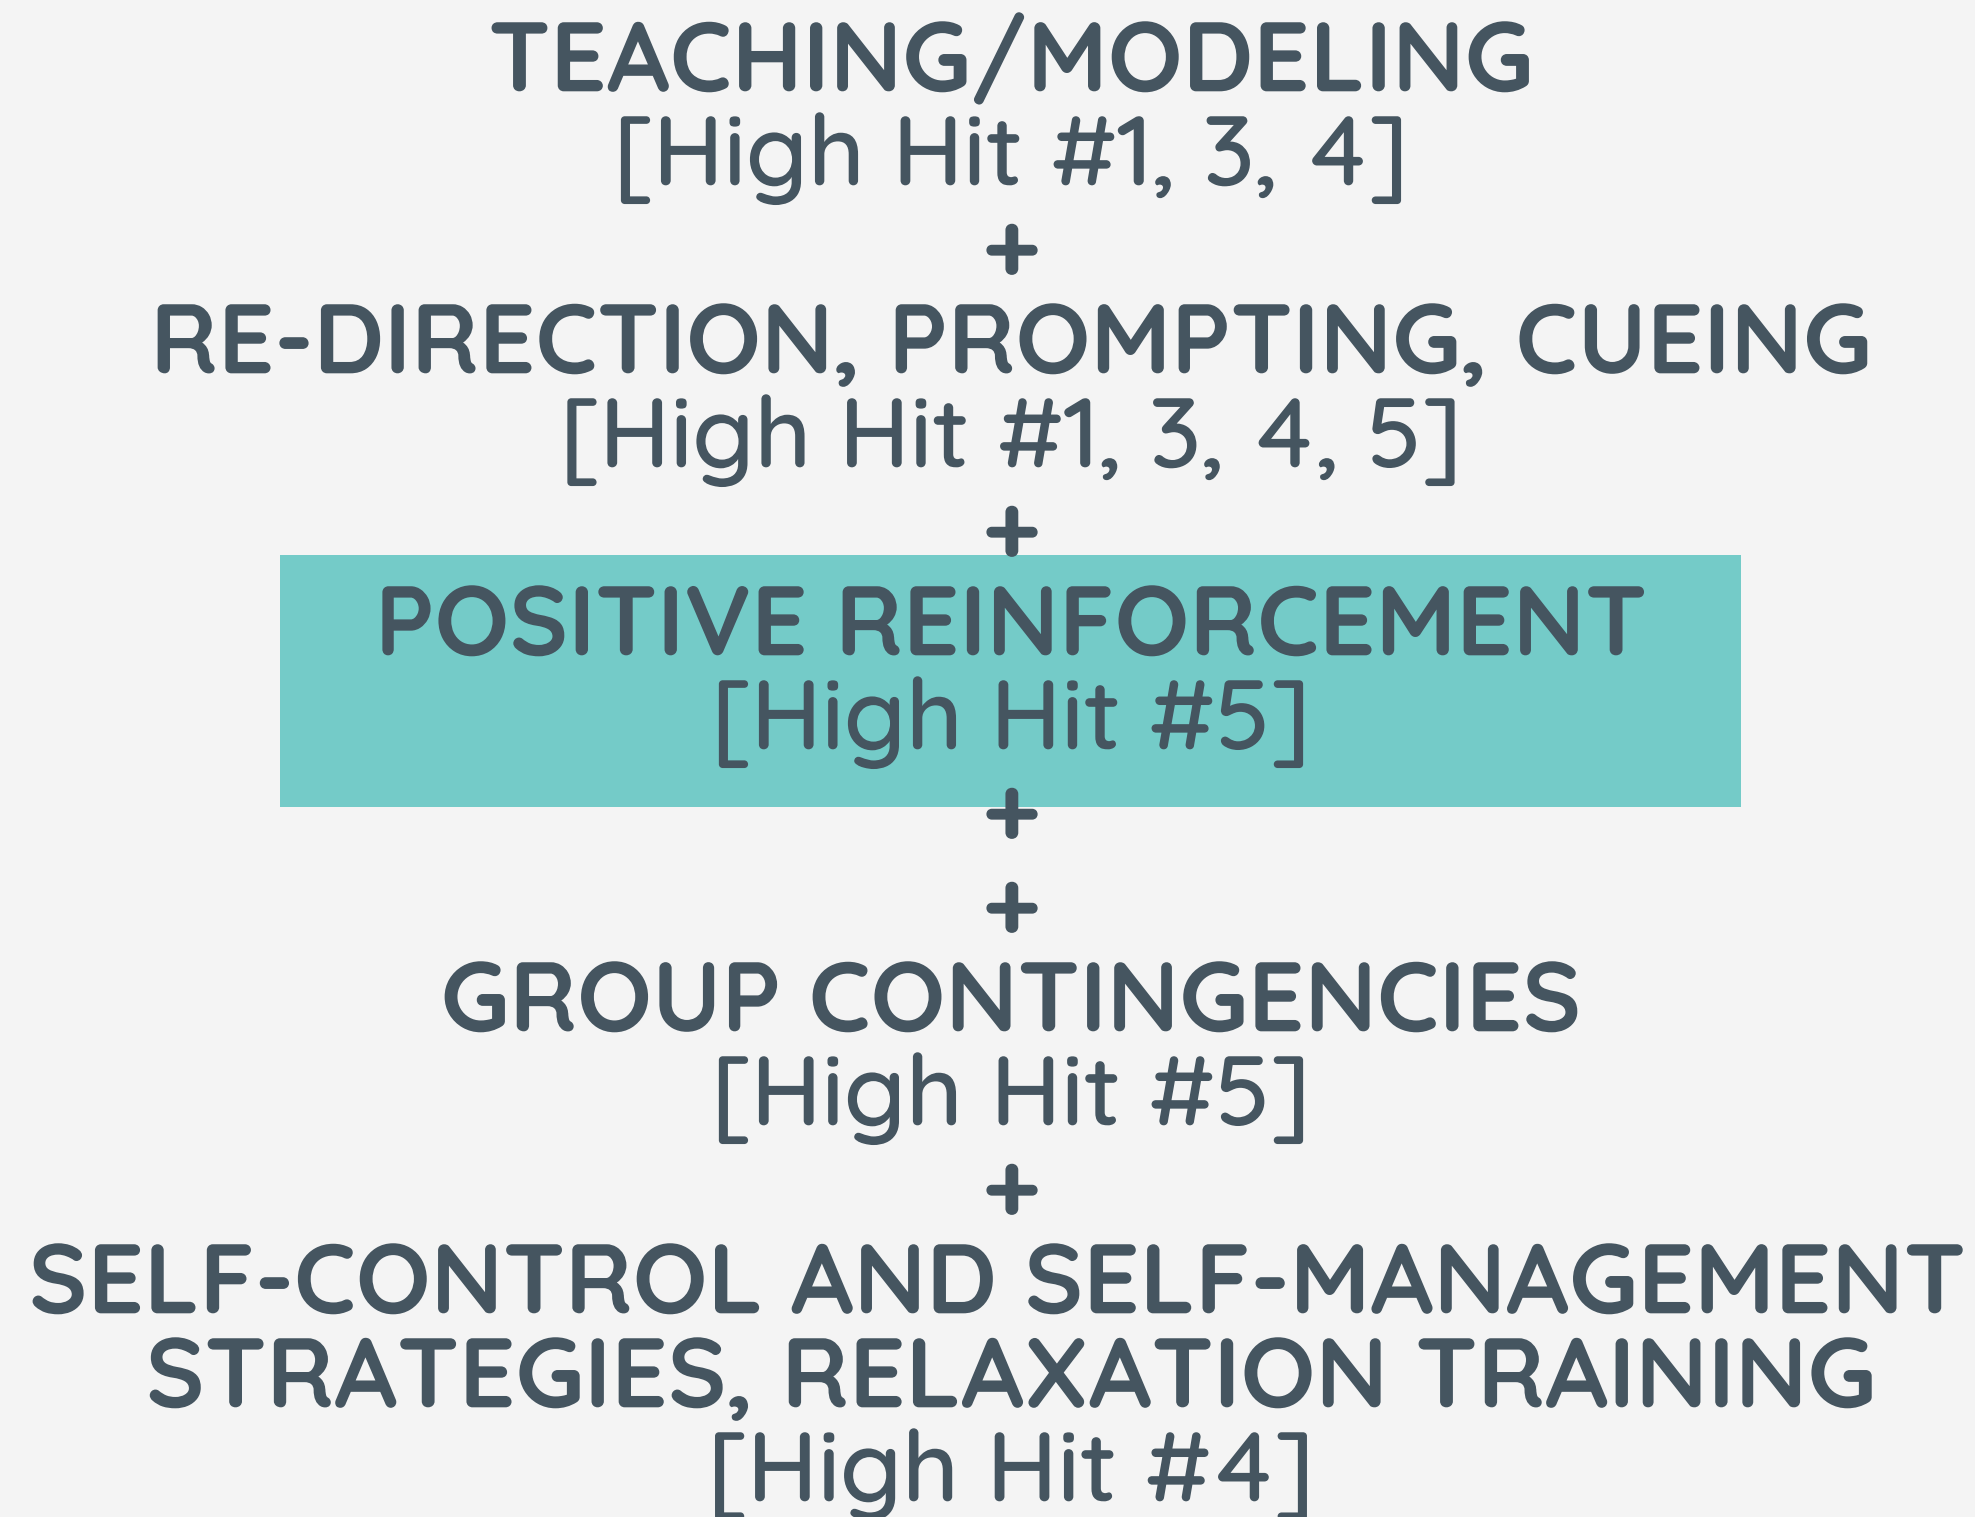 TEACHING/MODELING
[High Hit #1, 3, 4]
+
RE-DIRECTION, PROMPTING, CUEING
[High Hit #1, 3, 4, 5]
+
POSITIVE REINFORCEMENT
[High Hit #5]
+
+
GROUP CONTINGENCIES
[High Hit #5]
+
SELF-CONTROL AND SELF-MANAGEMENT
STRATEGIES, RELAXATION TRAINING
[High Hit #4]